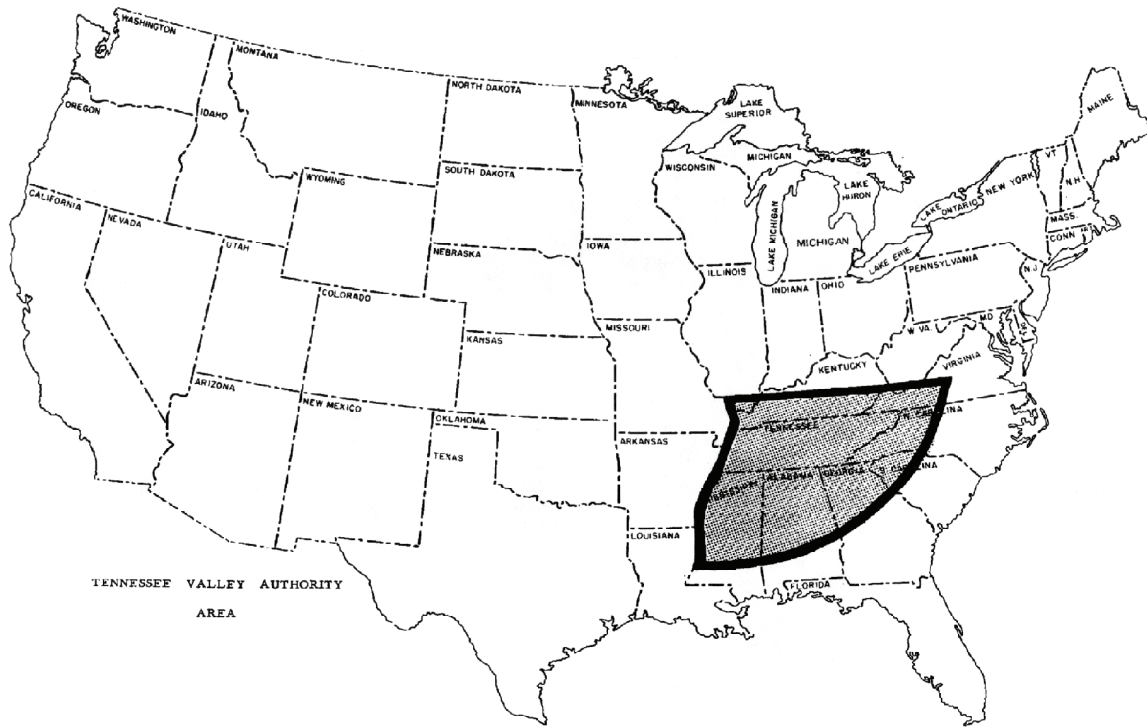 WASHINGTON
MONTANA
NORTH DAKOTA
MINNESOTA
LAKE
SUPERIOR
MAINE
OREGON
IDAHO
VT.
N.H.
WISCONSIN
MICHIGAN
NEW YORK
SOUTH DAKOTA
WYOMING
LAKE
HURON
LAKE
ONTARIO
MASS.
CONN
CALIFORNIA
NEVADA
UTAH
NEBRASKA
IOWA
LAKE MICHIGAN
MICHIGAN
LAKE ERIE
ILLINOIS
INDIANA
OHIO
PENNSYLVANIA
N.J.
COLORADO
KANSAS
MISSOURI
W VA.
MD.
KENTUCKY
VIRGINIA
ARIZONA
NEW MEXICO
OKLAHOMA
TEXAS
ARKANSAS
TENNESSEE
N. CAROLINA
ALABAMA
GEORGIA
S. CAROLINA
LOUISIANA
FLORIDA
TENNESSEE VALLEY AUTHORITY
AREA